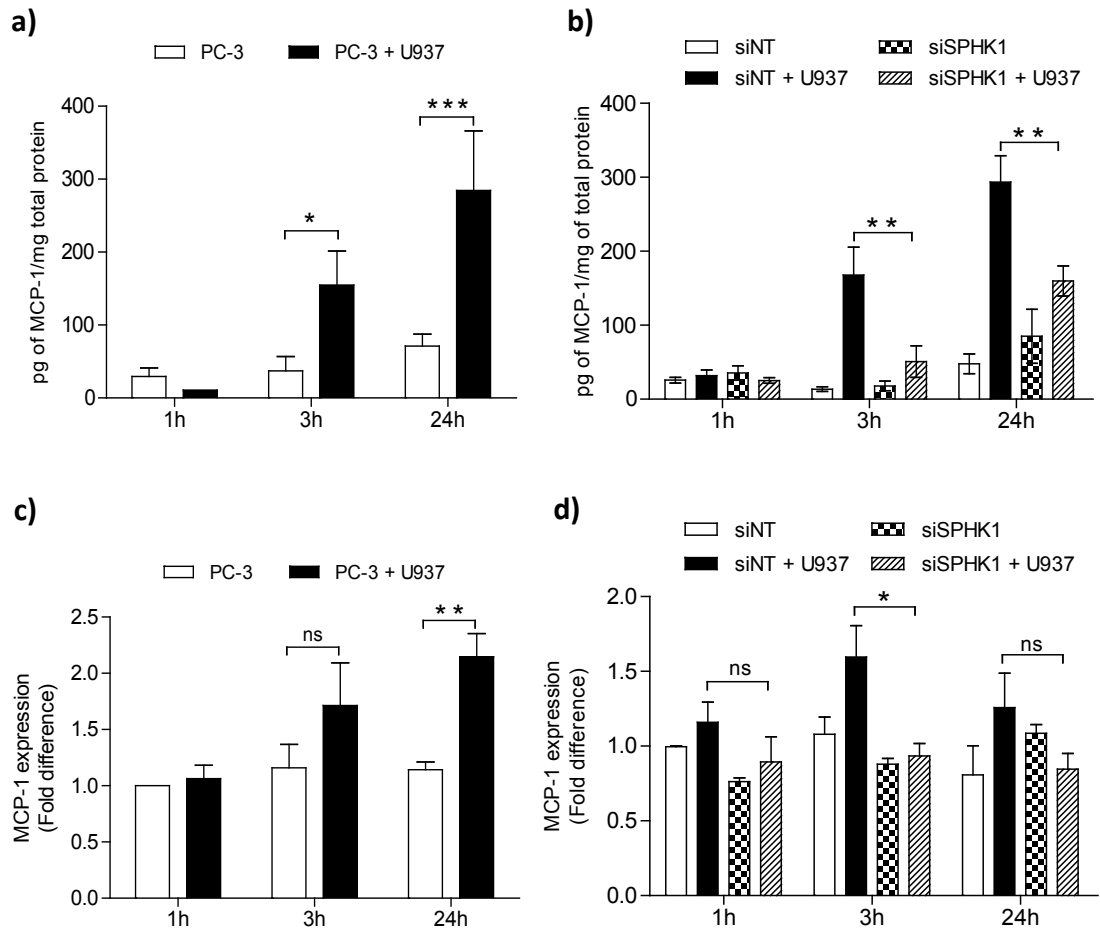 a)
PC-3 PC-3 + U937
pg of MCP-1/mg total protein
400
300
200
100
0
*
***
1h 3h 24h
b)
siNT siSPHK1
siNT + U937 siSPHK1 + U937
pg of MCP-1/mg of total protein
400
300
200
100
0
**
**
1h 3h 24h
c)
PC-3 PC-3 + U937
MCP-1 expression
(Fold difference)
2.5
2.0
1.5
1.0
0.5
0.0
ns
**
1h 3h 24h
d)
siNT siSPHK1
siNT + U937 siSPHK1 + U937
MCP-1 expression
(Fold difference)
2.0
1.5
1.0
0.5
0.0
ns
*
ns
1h 3h 24h